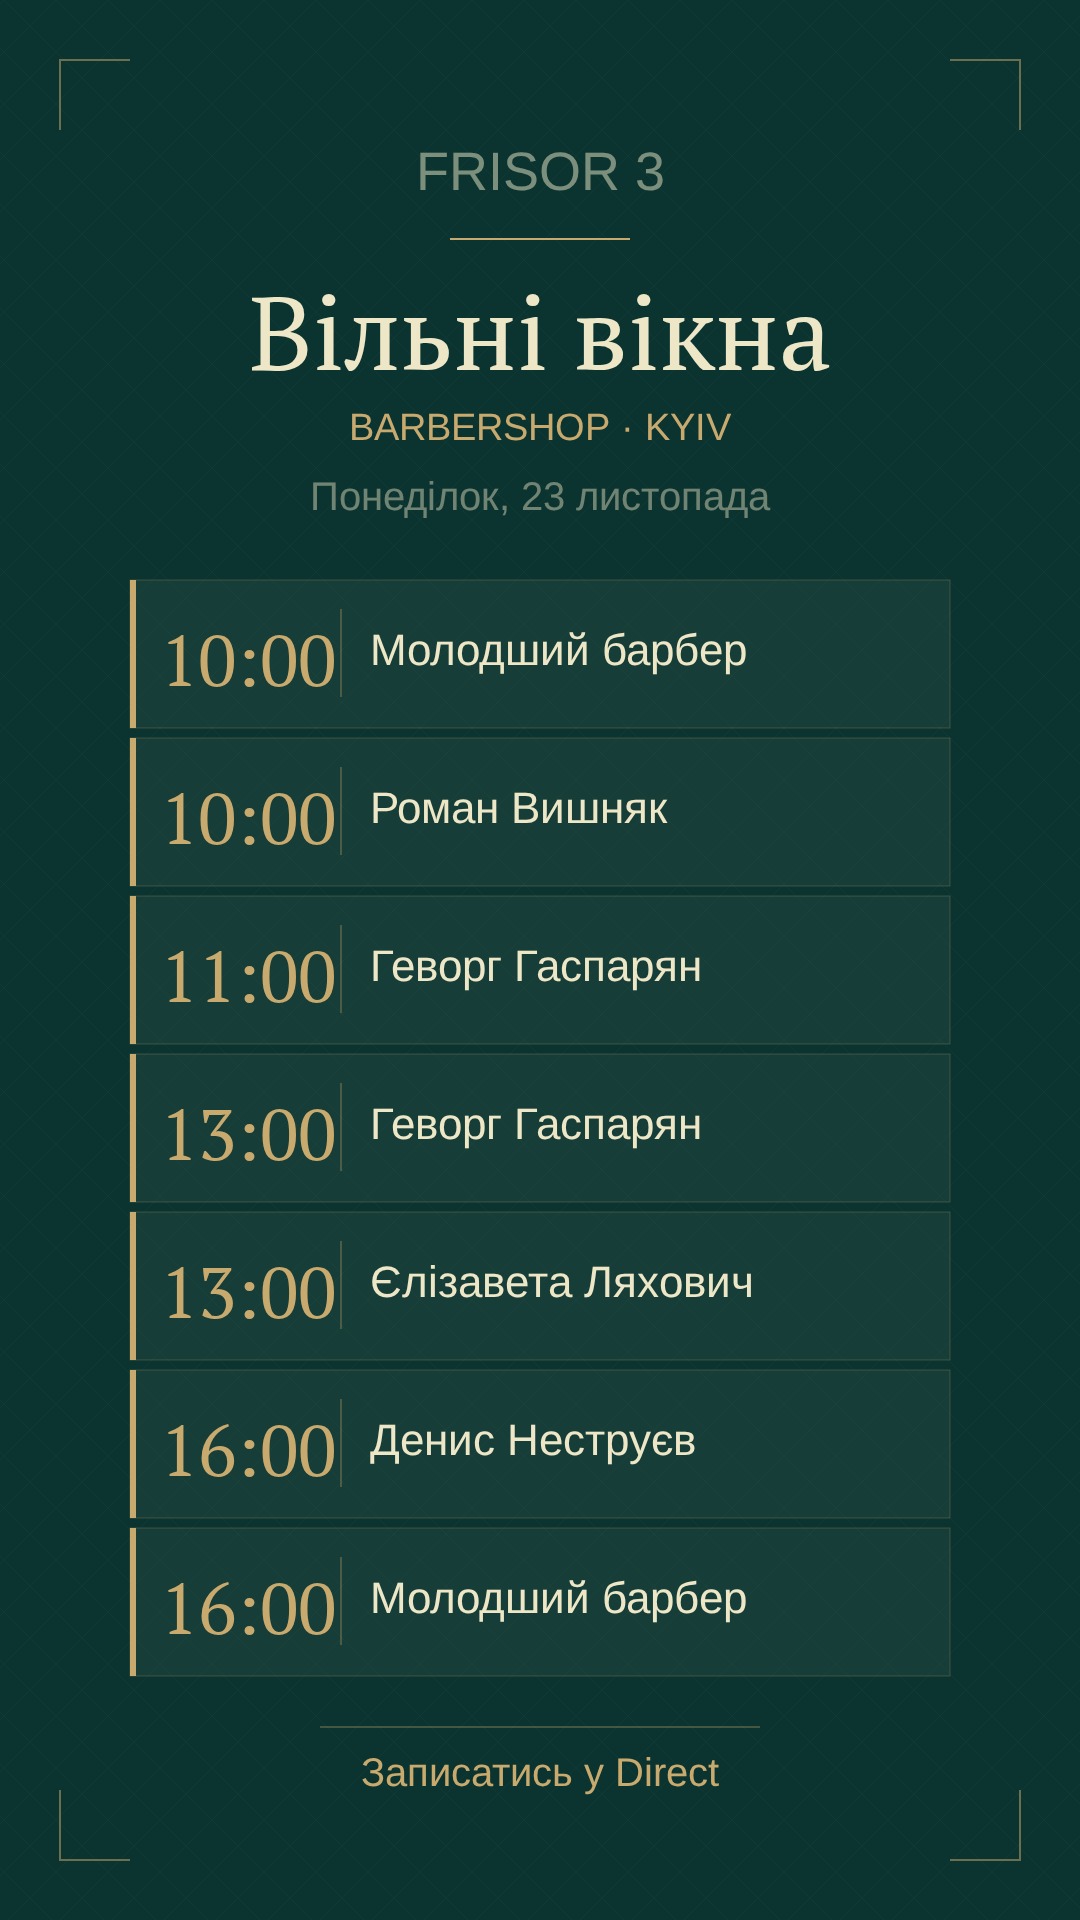 FRISOR 3
Вільні вікна
BARBERSHOP · KYIV
Понеділок, 23 листопада
10:00 Молодший барбер
10:00 Роман Вишняк
11:00 Геворг Гаспарян
13:00 Геворг Гаспарян
13:00 Єлізавета Ляхович
16:00 Денис Неструєв
16:00 Молодший барбер
Записатись у Direct